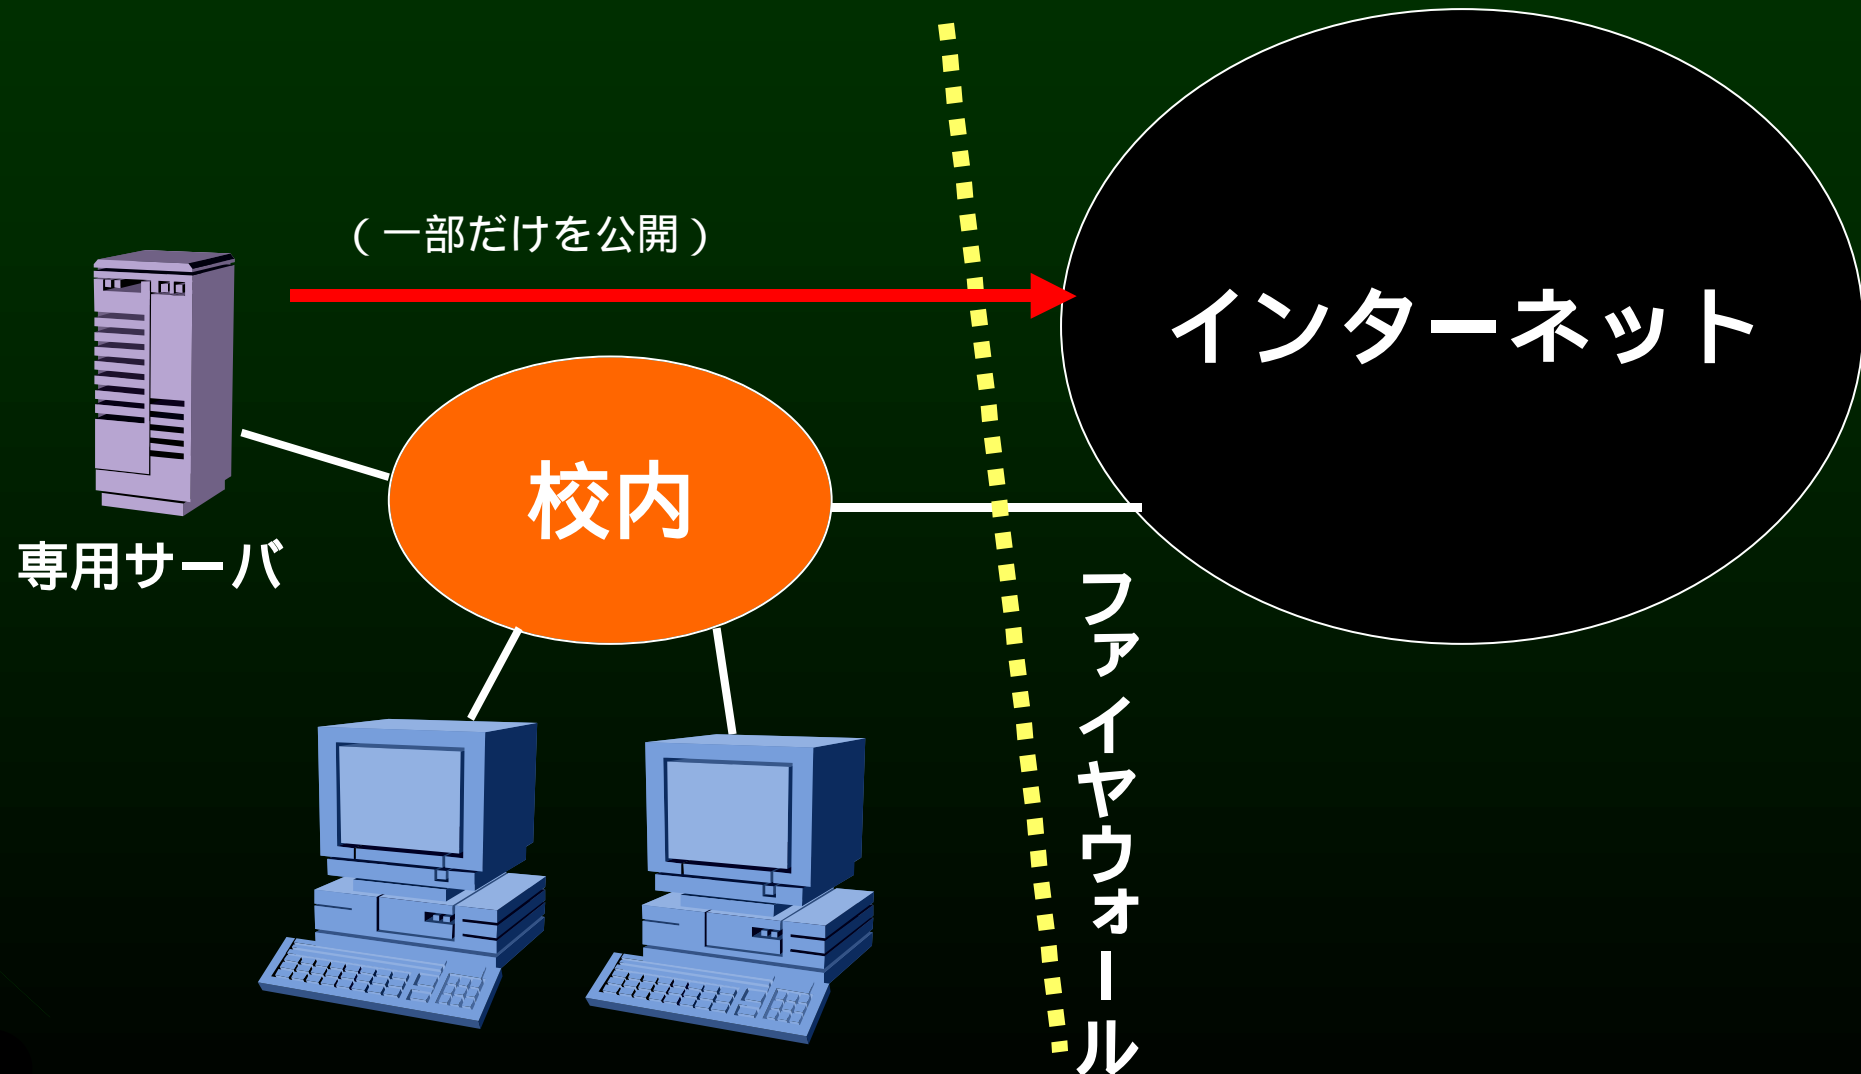 （一部だけを公開）
インターネット
校内
専用サーバ
ファイヤウォール